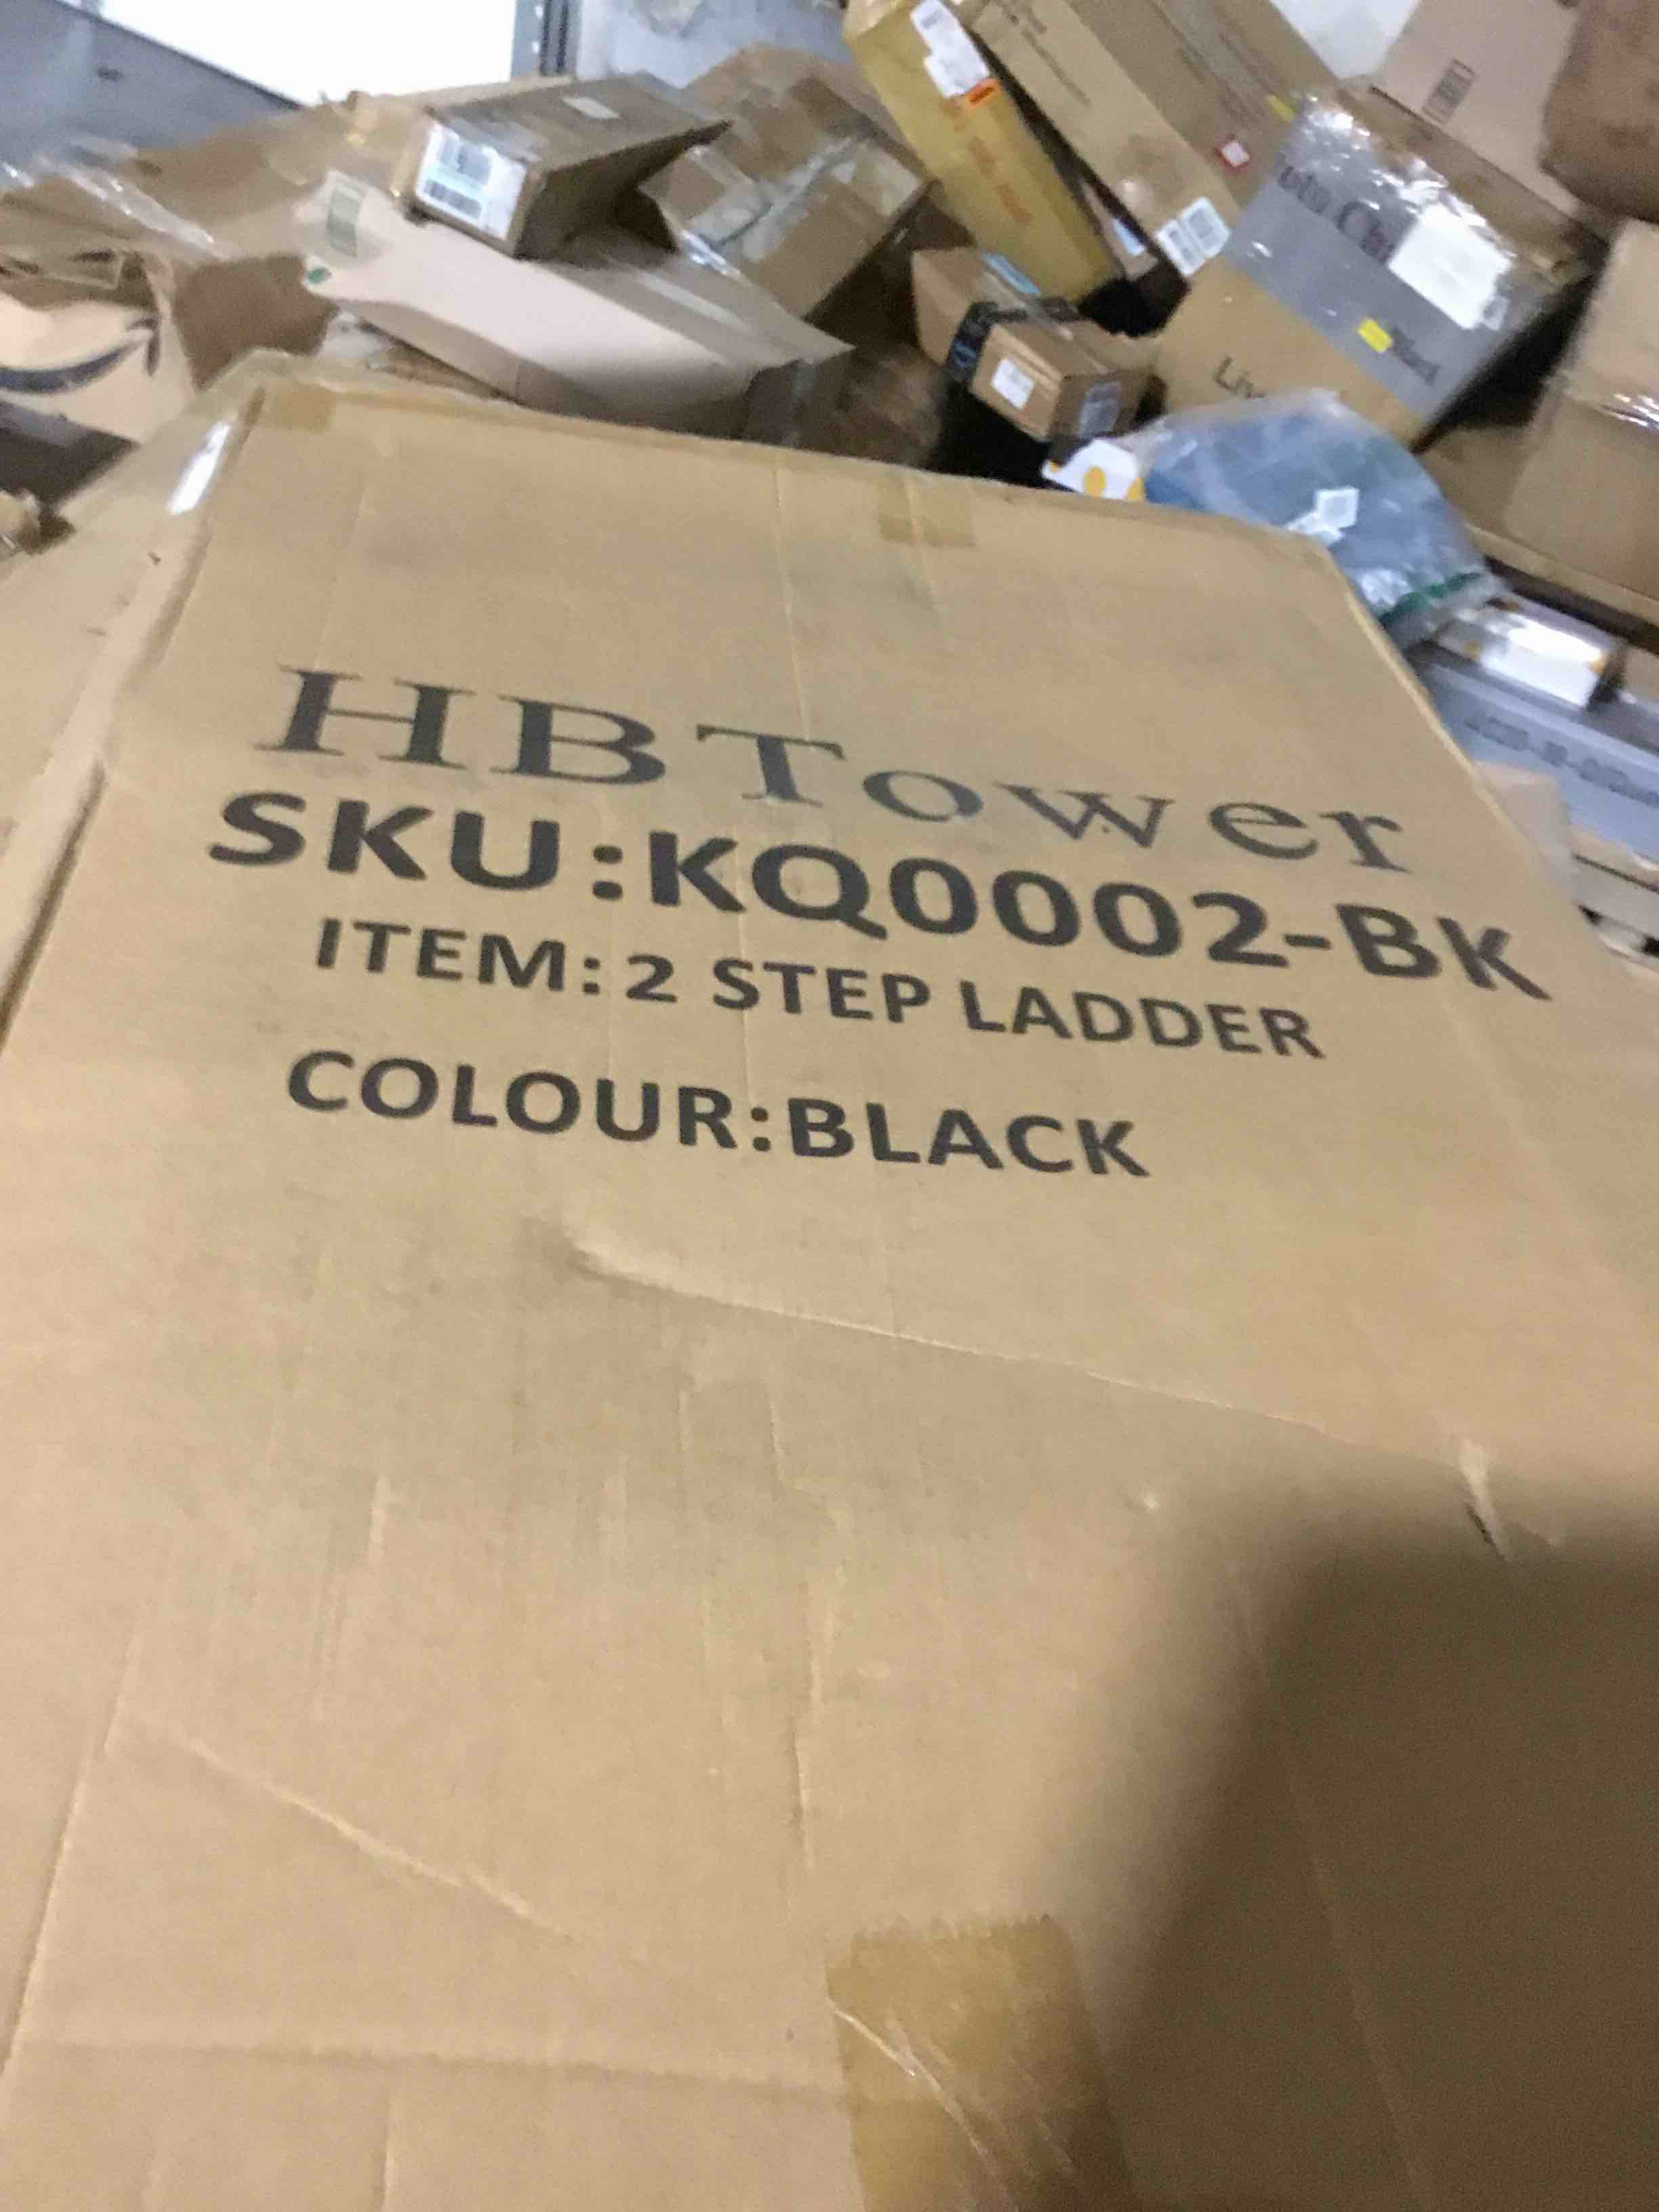 HBTower
SKU:KQ0002-BK
ITEM:2 STEP LADDER
COLOUR:BLACK